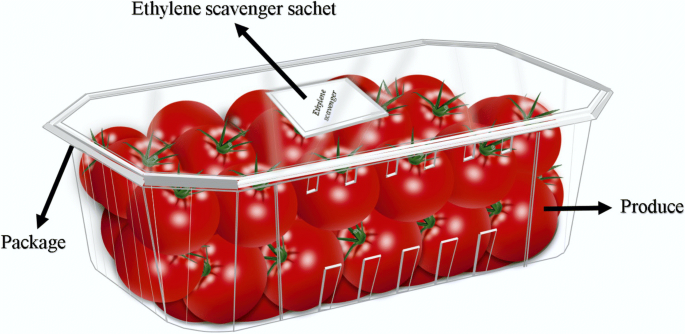 Ethylene scavenger sachet
Ethylene
scavenger
Produce
Package